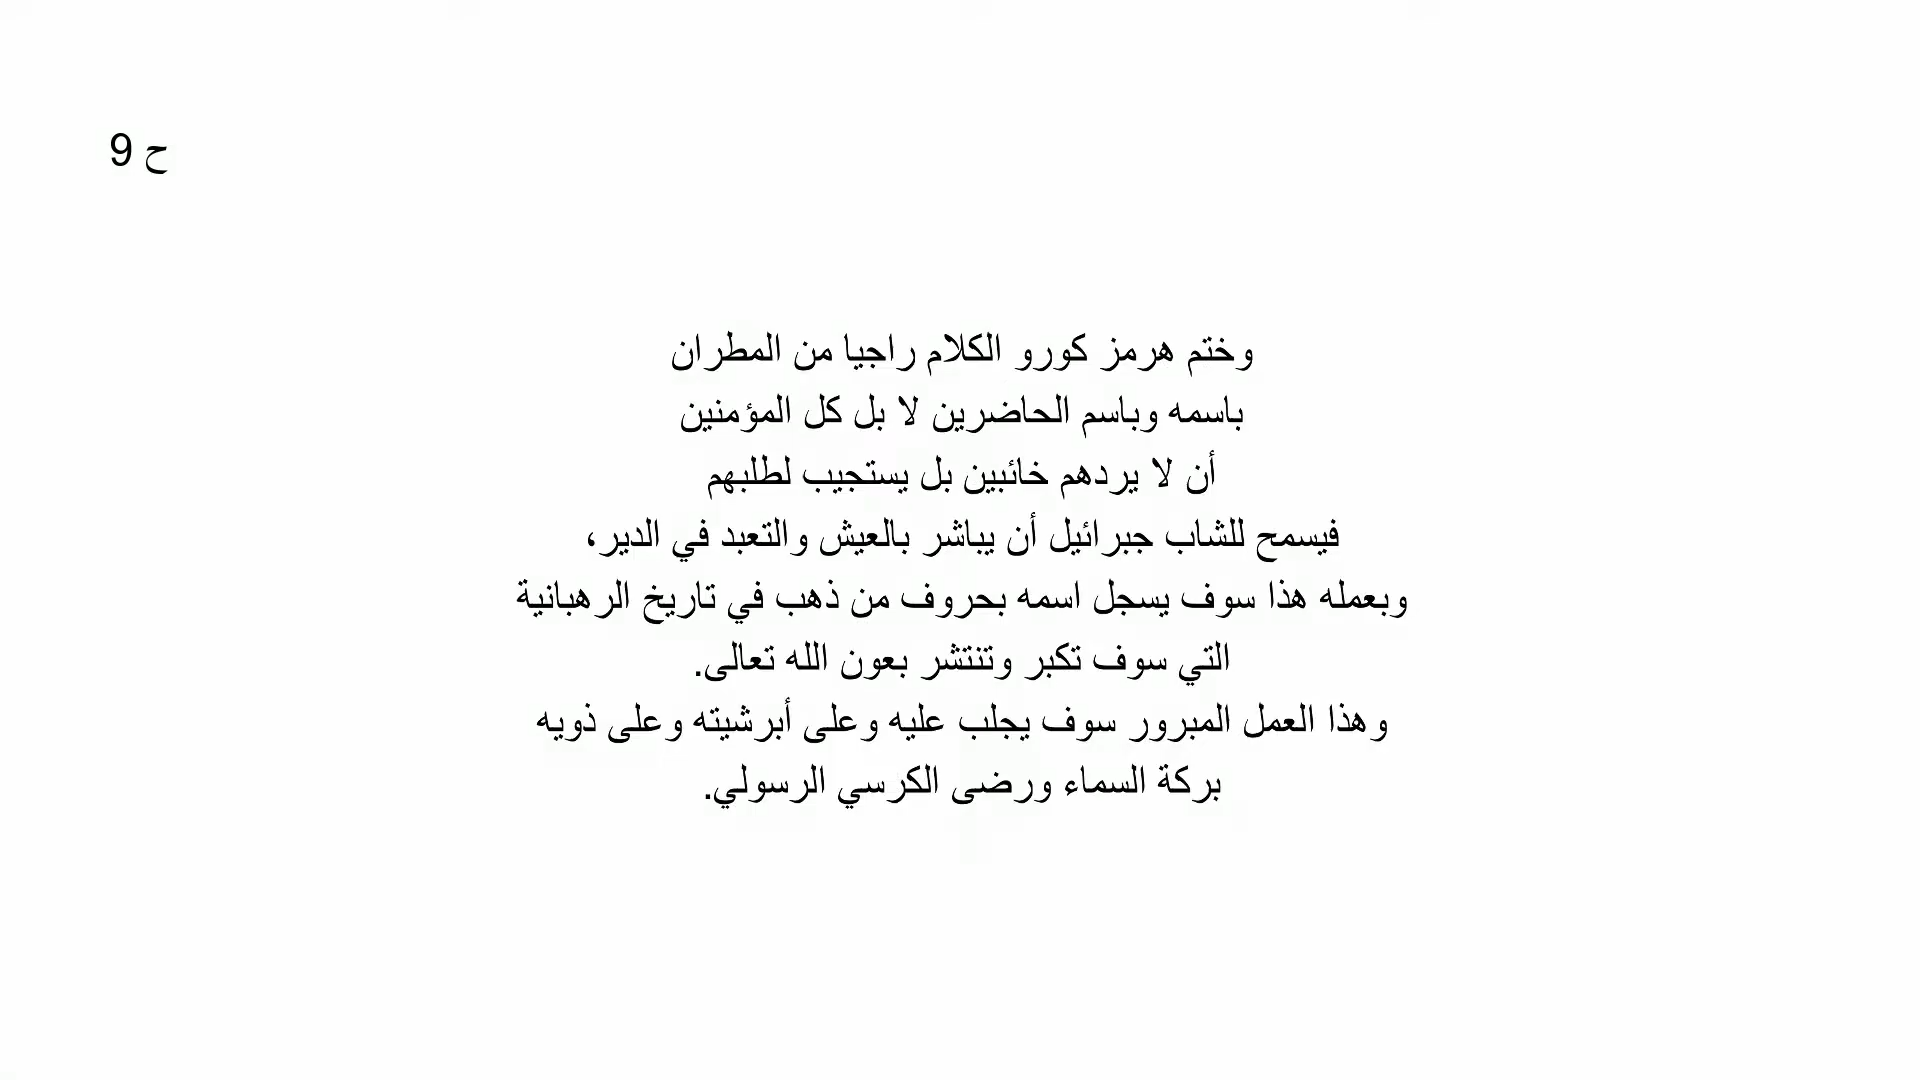 ح 9
وختم هرمز كورو الكلام راجيا من المطران
باسمه وباسم الحاضرين لا بل كل المؤمنين
أن لا يردهم خائبين بل يستجيب لطلبهم
فيسمح للشاب جبرائيل أن يباشر بالعيش والتعبد في الدير،
وبعمله هذا سوف يسجل اسمه بحروف من ذهب في تاريخ الرهبانية
التي سوف تكبر وتنتشر بعون الله تعالى.
وهذا العمل المبرور سوف يجلب عليه وعلى أبرشيته وعلى ذويه
بركة السماء ورضى الكرسي الرسولي.